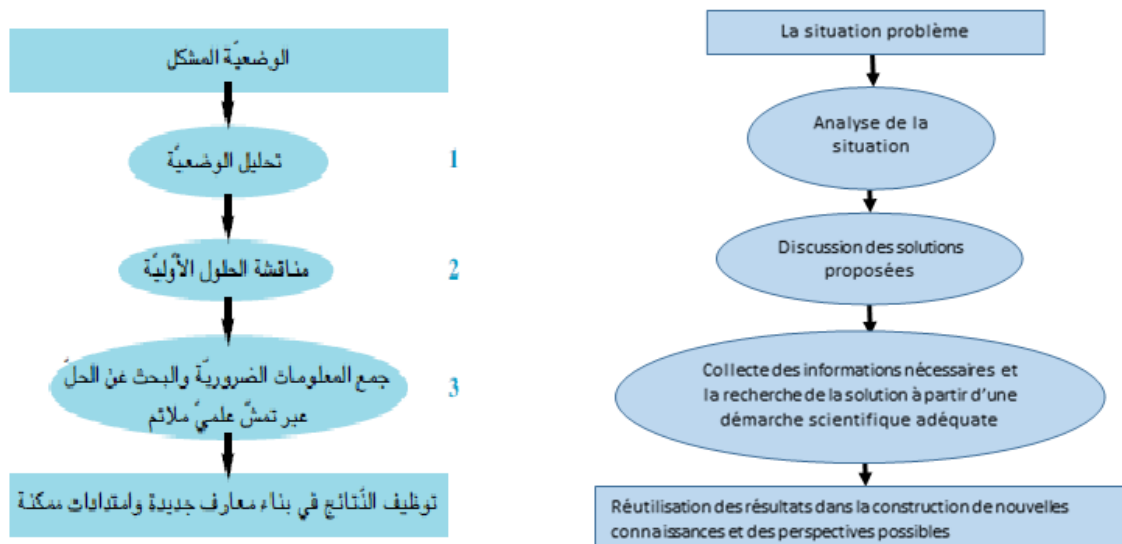 الوضعيّة المشكل
تحليل الوضعيّة
1
مناقشة الحلول الأوّليّة
2
جمع المعلومات الضروريّة والبحث عن الحلّ
عبر تمشّ علميّ ملائم
3
توظيف النّتائج في بناء معارف جديدة وامتدادات ممكنة
La situation problème
Analyse de la
situation
Discussion des solutions
proposées
Collecte des informations nécessaires et
la recherche de la solution à partir d’une
démarche scientifique adéquate
Réutilisation des résultats dans la construction de nouvelles
connaissances et des perspectives possibles